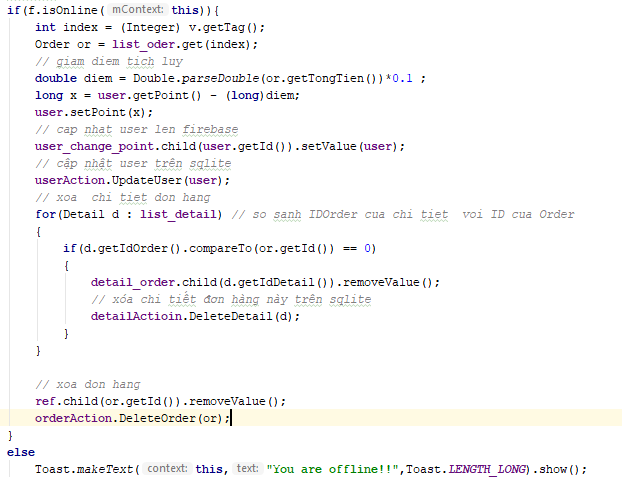 if(f.isOnline( mContext: this)){
int index = (Integer) v.getTag();
Order or = list_oder.get(index);
// giam diem tich luy
double diem = Double.parseDouble(or.getTongTien())*0.1 ;
long x = user.getPoint() - (long)diem;
user.setPoint(x);
// cap nhat user len firebase
user_change_point.child(user.getId()).setValue(user);
// cập nhật user trên sqlite
userAction.UpdateUser(user);
// xoa  chi tiet don hang
for(Detail d : list_detail) // so sanh IDOrder cua chi tiet  voi ID cua Order
{
if(d.getIdOrder().compareTo(or.getId()) == 0)
{
detail_order.child(d.getIdDetail()).removeValue();
// xóa chi tiết đơn hàng này trên sqlite
detailActioin.DeleteDetail(d);
}
}
// xoa don hang
ref.child(or.getId()).removeValue();
orderAction.DeleteOrder(or);
}
else
Toast.makeText( context: this, text: "You are offline!!",Toast.LENGTH_LONG).show();